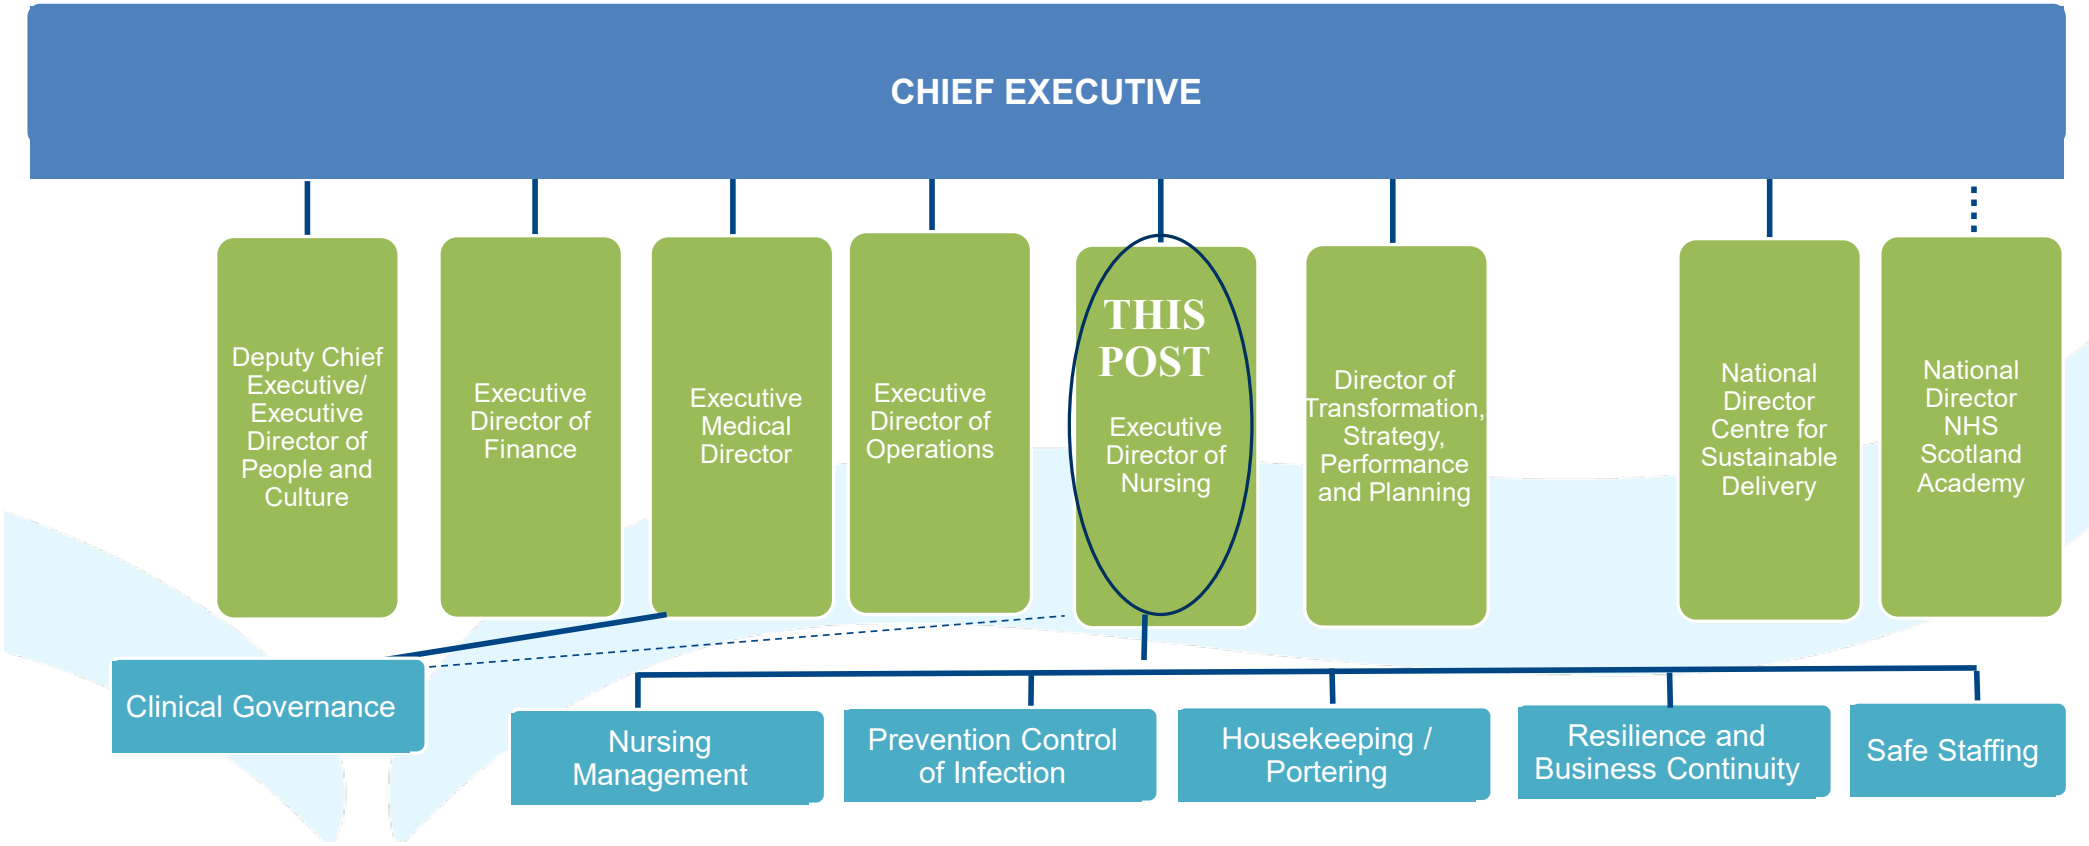 CHIEF EXECUTIVE
Deputy Chief
Executive/
Executive
Director of
People and
Culture
Executive
Director of
Finance
Executive
Medical
Director
Executive
Director of
Operations
THIS
POST
Executive
Director of
Nursing
Director of
Transformation,
Strategy,
Performance
and Planning
National
Director
Centre for
Sustainable
Delivery
National
Director
NHS
Scotland
Academy
Clinical Governance
Nursing
Management
Prevention Control
of Infection
Housekeeping /
Portering
Resilience and
Business Continuity
Safe Staffing